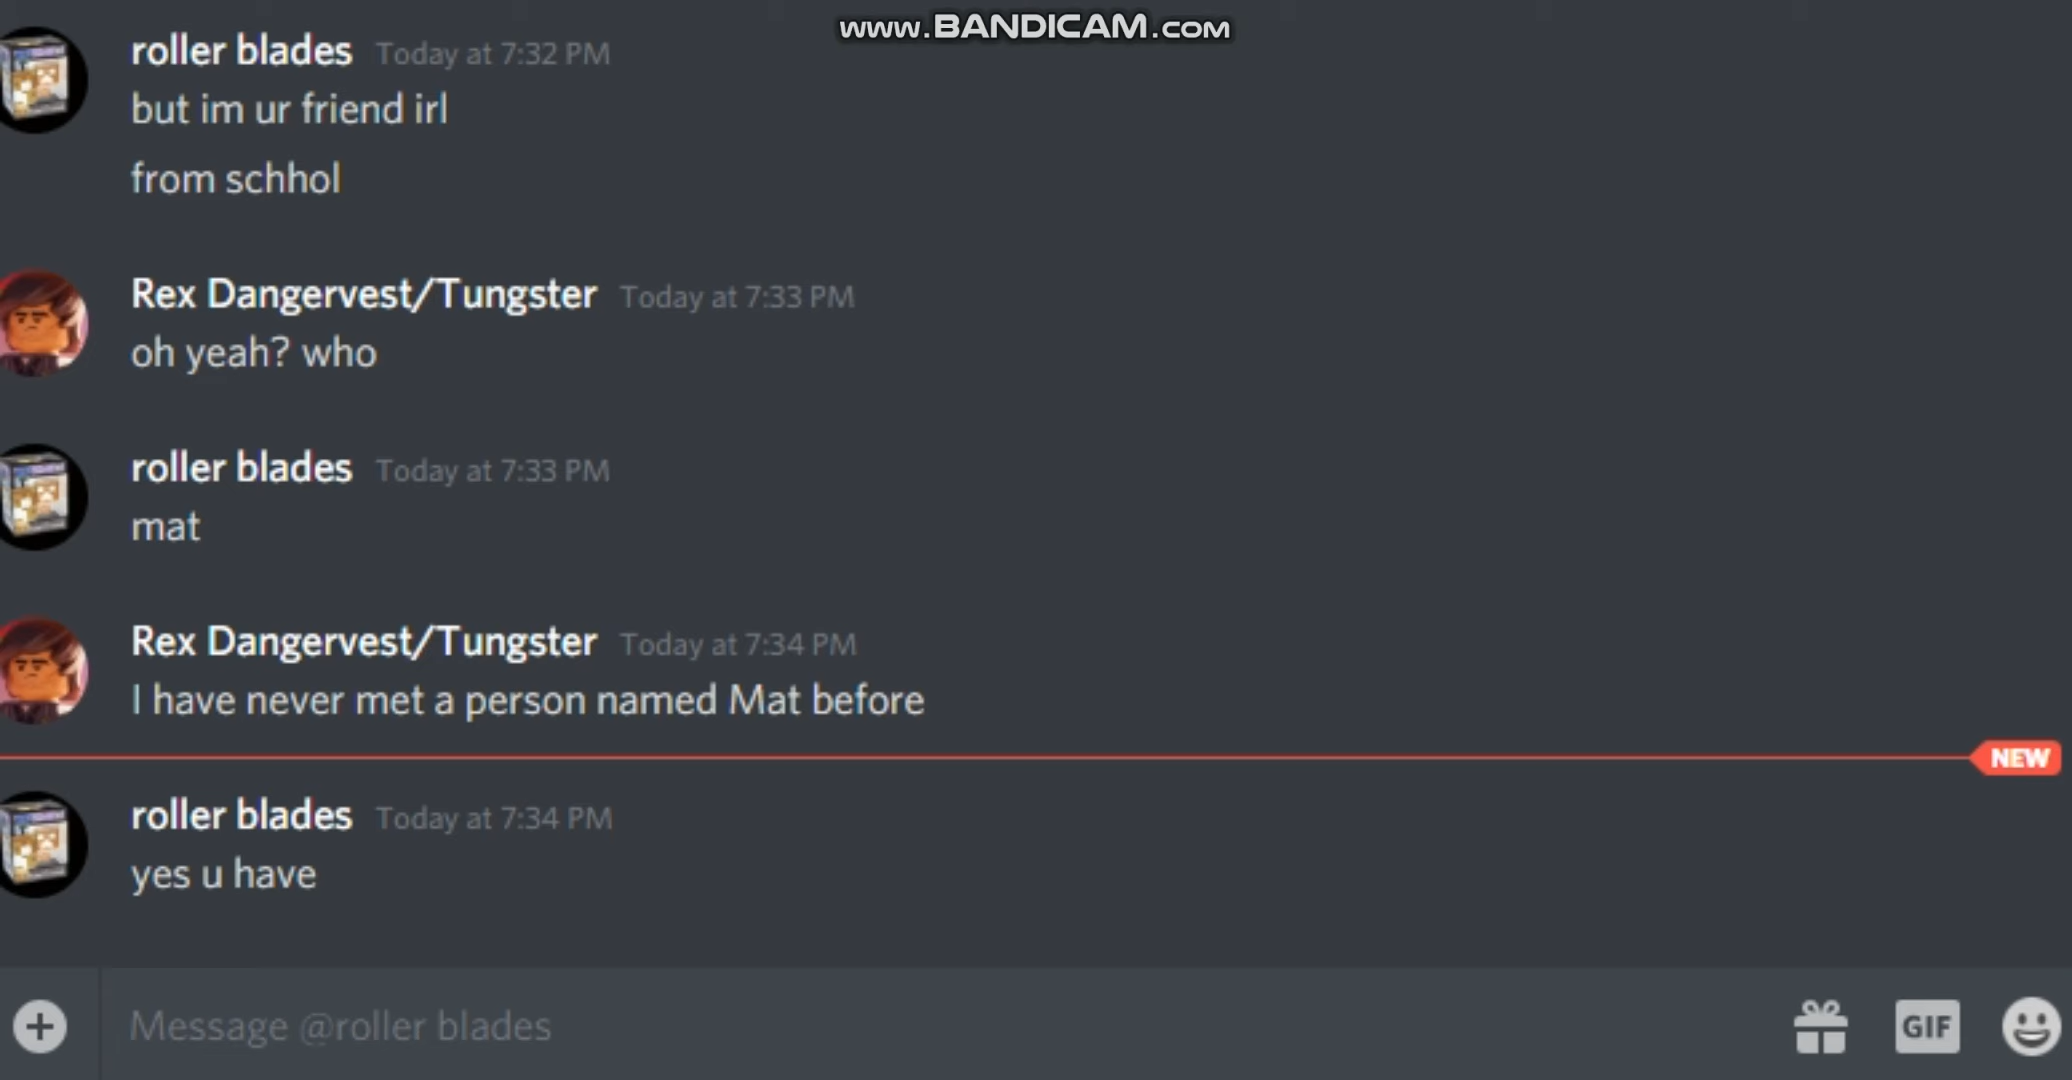 www.BANDICAM.com
roller blades Today at 7:32 PM
but im ur friend irl
from schhol
Rex Dangervest/Tungster Today at 7:33 PM
oh yeah? who
roller blades Today at 7:33 PM
mat
Rex Dangervest/Tungster Today at 7:34 PM
I have never met a person named Mat before
NEW
roller blades Today at 7:34 PM
yes u have
Message @roller blades
GIF